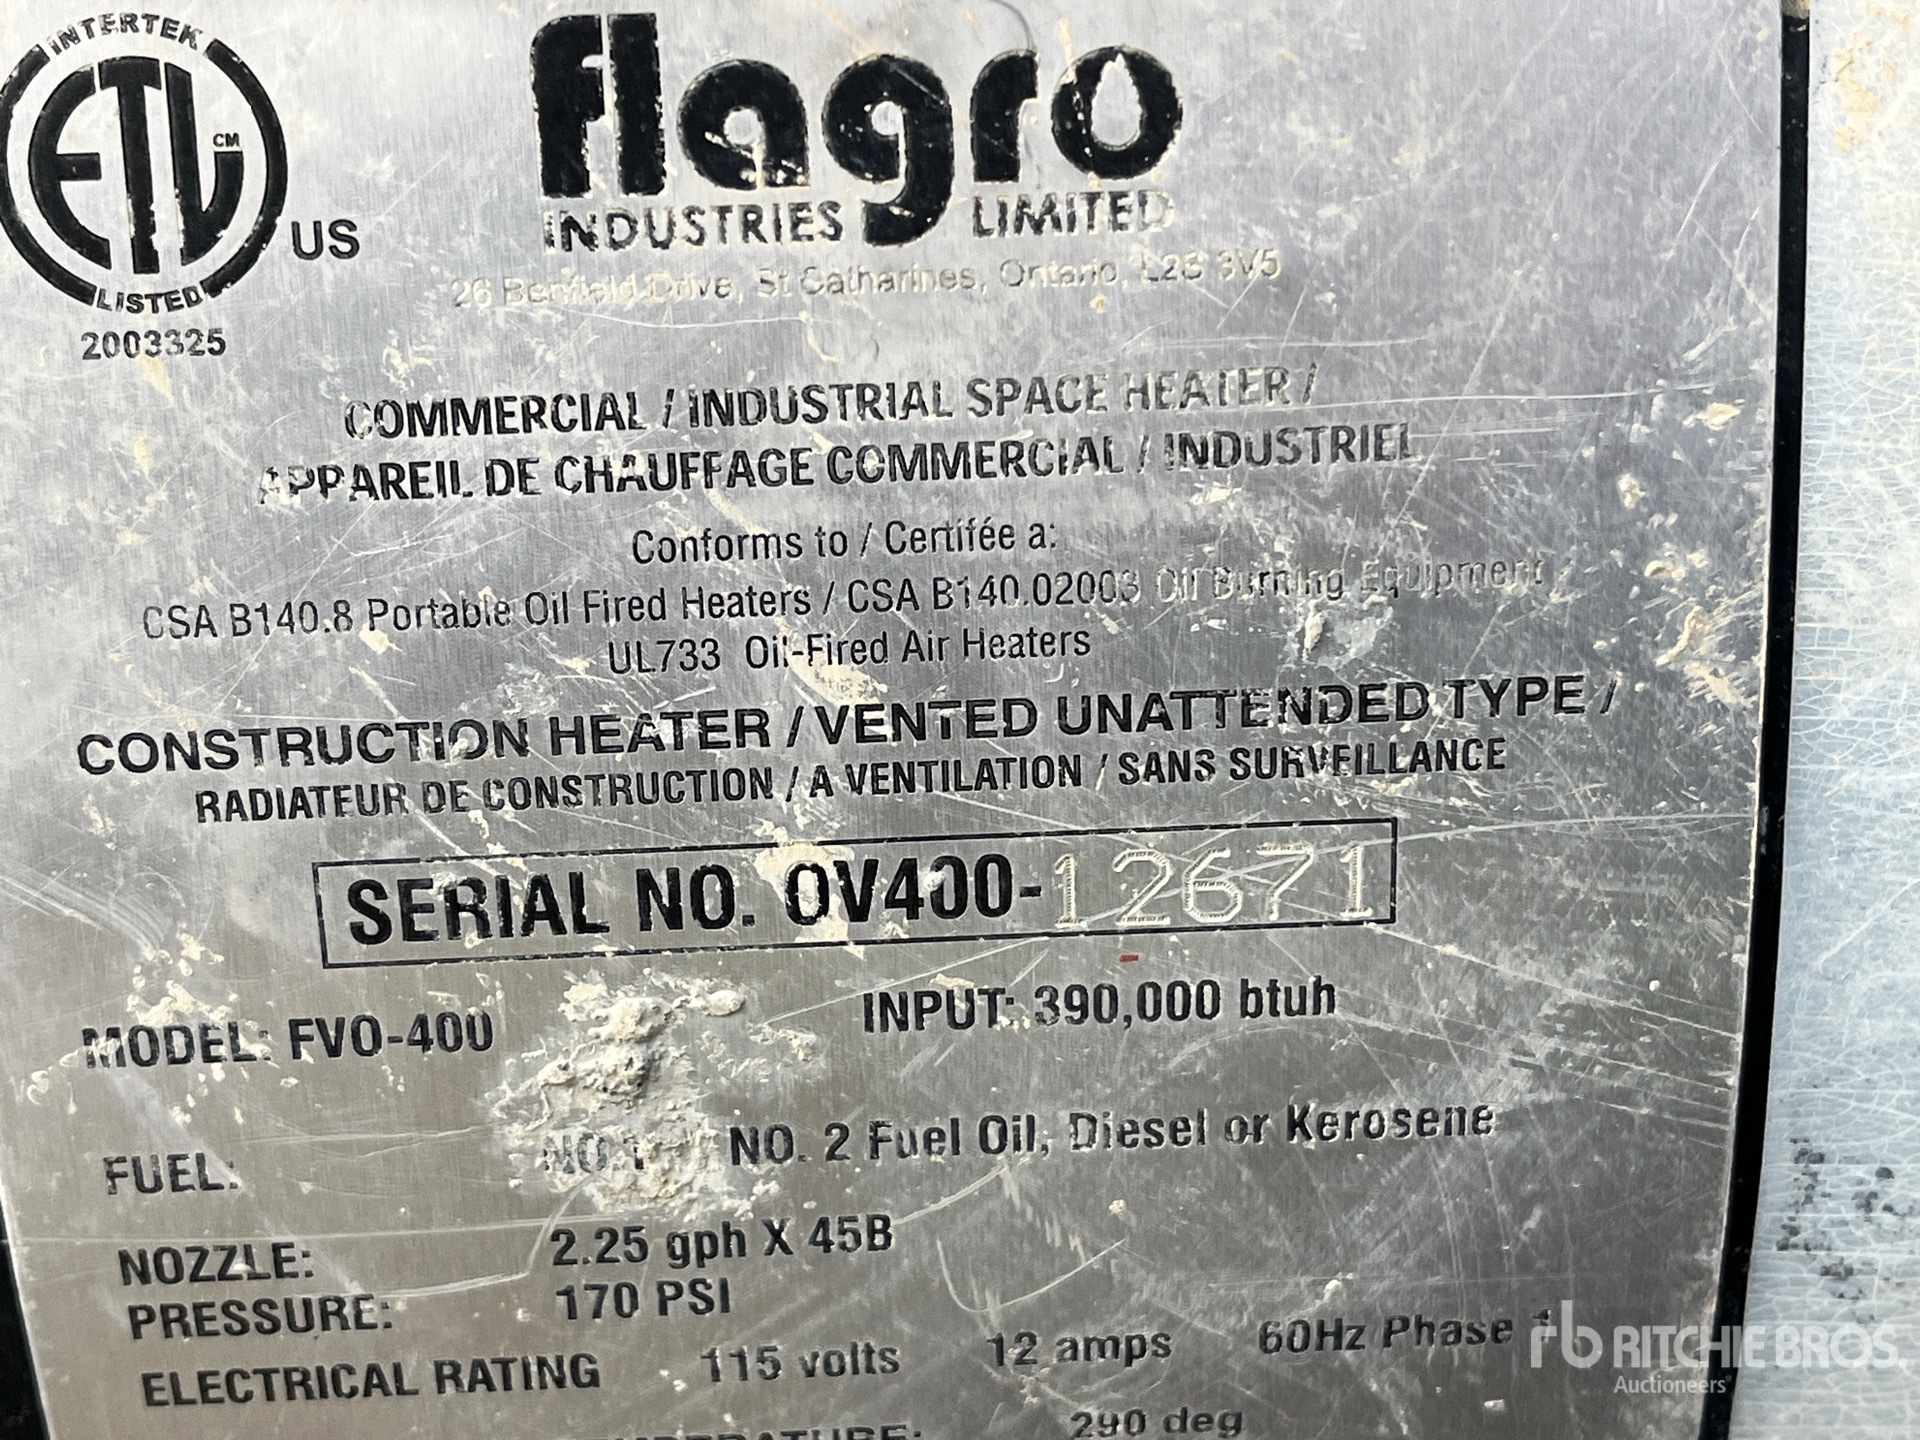 INTERTEK
ETL CM
LISTED
US
2003325
flagro
INDUSTRIES LIMITED
26 Benfield Drive, St Catharines, Ontario, L2S 3V5
COMMERCIAL / INDUSTRIAL SPACE HEATER /
APPAREIL DE CHAUFFAGE COMMERCIAL / INDUSTRIEL
Conforms to / Certifée a:
CSA B140.8 Portable Oil Fired Heaters / CSA B140.02003 Oil Burning Equipment
UL733 Oil-Fired Air Heaters
CONSTRUCTION HEATER / VENTED UNATTENDED TYPE /
RADIATEUR DE CONSTRUCTION / A VENTILATION / SANS SURVEILLANCE
SERIAL NO. OV400-12671
MODEL: FVO-400 INPUT: 390,000 btuh
FUEL: NO. 1 NO. 2 Fuel Oil, Diesel or Kerosene
NOZZLE: 2.25 gph X 45B
PRESSURE: 170 PSI
ELECTRICAL RATING 115 volts 12 amps 60Hz Phase 1
290 deg
rb RITCHIE BROS.
Auctioneers